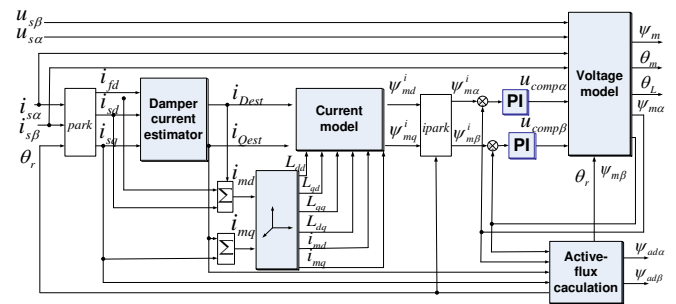 u_sβ
u_sα
i_sα
i_sβ
θ_r
park
i_fd
i_sd
i_sq
Damper
current
estimator
i_Dest
i_Qest
i_md
i_mq
Σ
Σ
Current
model
L_dd
L_qd
L_qq
L_dq
i_md
i_mq
ψ^i_md
ψ^i_mq
ipark
ψ^i_mα
ψ^i_mβ
PI
PI
u_compα
u_compβ
Voltage
model
ψ_m
θ_m
θ_L
ψ_mα
θ_r
ψ_mβ
Active-
flux
caculation
ψ_adα
ψ_adβ